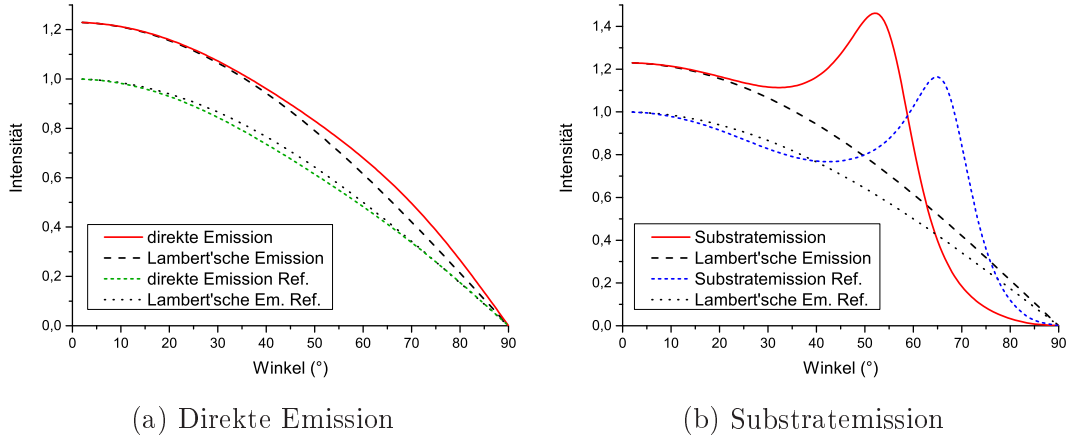 1,2
1,0
0,8
0,6
0,4
0,2
0,0
Intensität
direkte Emission
Lambert'sche Emission
direkte Emission Ref.
Lambert'sche Em. Ref.
0 10 20 30 40 50 60 70 80 90
Winkel (°)
(a) Direkte Emission
1,4
1,2
1,0
0,8
0,6
0,4
0,2
0,0
Intensität
Substratemission
Lambert'sche Emission
Substratemission Ref.
Lambert'sche Em. Ref.
0 10 20 30 40 50 60 70 80 90
Winkel (°)
(b) Substratemission